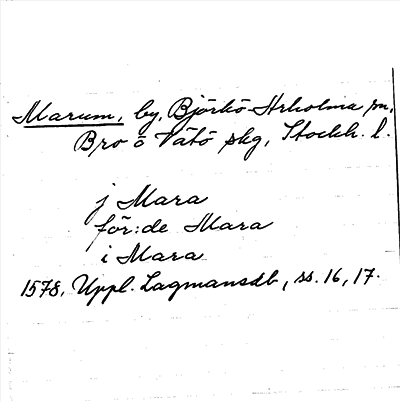 Marum, by, Björkö-Arholma sn,
Bro o Vätö skg, Stockh. l.
j Mara
för: de Mara
i Mara
1578. Uppl. Lagmansdb, ss. 16, 17.